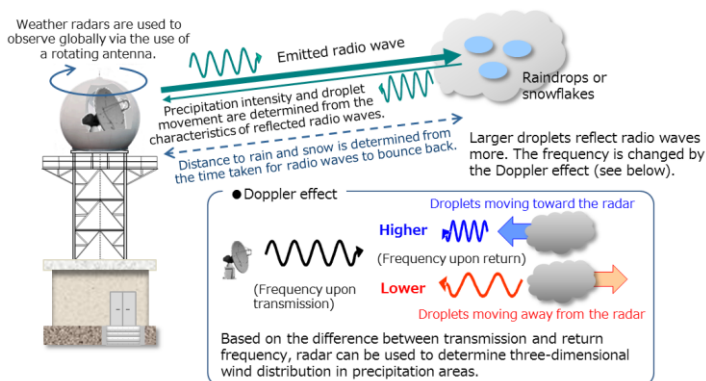 Weather radars are used to
observe globally via the use of
a rotating antenna.
Emitted radio wave
Precipitation intensity and droplet
movement are determined from the
characteristics of reflected radio waves.
Distance to rain and snow is determined from
the time taken for radio waves to bounce back.
Raindrops or
snowflakes
Larger droplets reflect radio waves
more. The frequency is changed by
the Doppler effect (see below).
●Doppler effect
Droplets moving toward the radar
Higher
(Frequency upon return)
(Frequency upon
transmission)
Lower
Droplets moving away from the radar
Based on the difference between transmission and return
frequency, radar can be used to determine three-dimensional
wind distribution in precipitation areas.